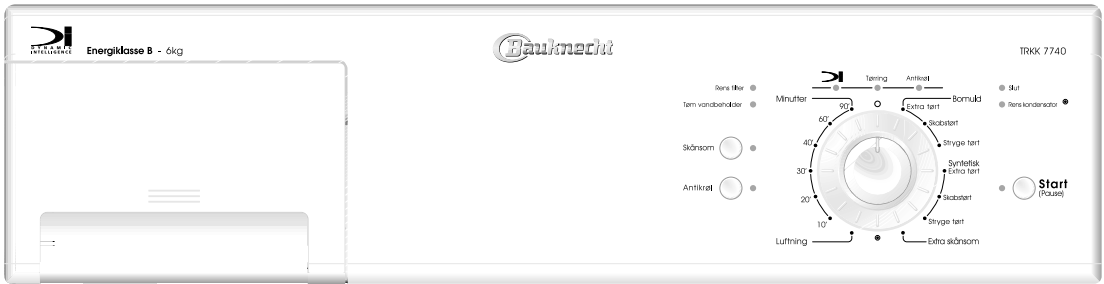 DYNAMIC
INTELLIGENCE
Energiklasse B - 6kg
Bauknecht
TRKK 7740
Rens filter
Tøm vandbeholder
Skånsom
Antikrøl
Tørring
Antikrøl
Minutter
90'
60'
40'
30'
20'
10'
Luftning
Bomuld
Extra tørt
Skabstørt
Stryge tørt
Syntetisk
Extra tørt
Skabstørt
Stryge tørt
Extra skånsom
Slut
Rens kondensator
Start
(Pause)